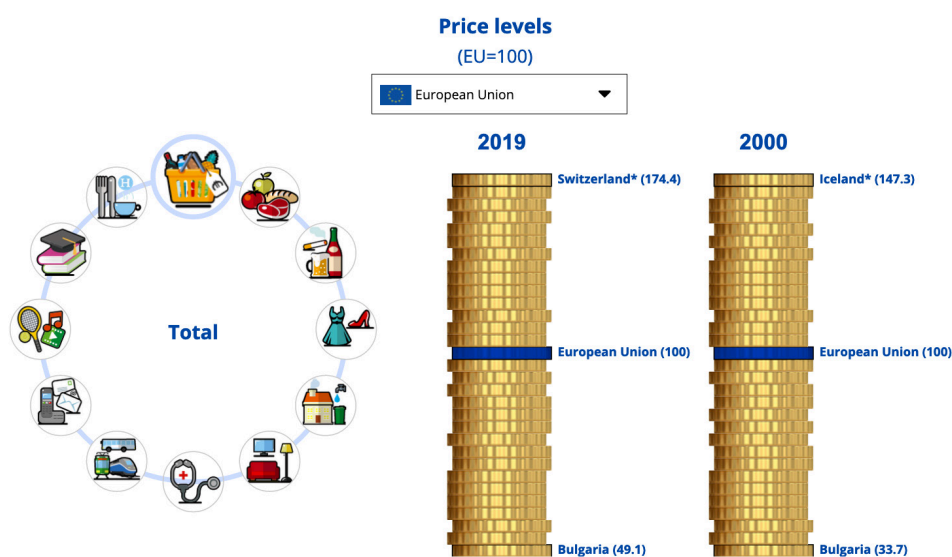 Price levels
(EU=100)
European Union
2019
2000
Switzerland* (174.4)
Iceland* (147.3)
H
Total
European Union (100)
European Union (100)
Bulgaria (49.1)
Bulgaria (33.7)